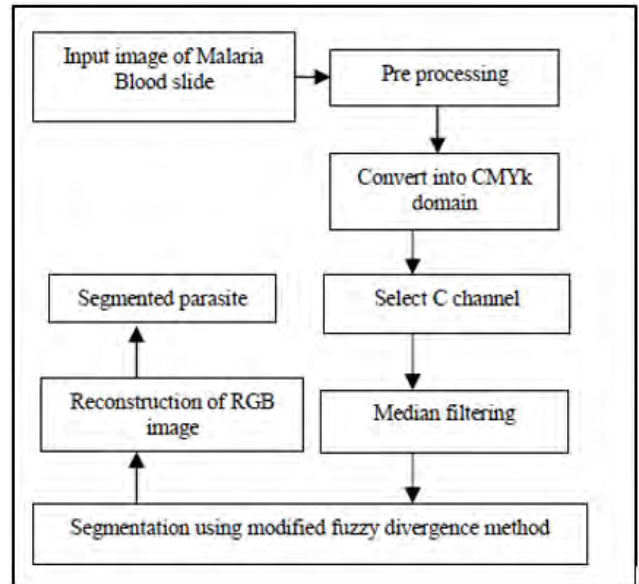 Input image of Malaria
Blood slide
Pre processing
Convert into CMYk
domain
Select C channel
Median filtering
Segmentation using modified fuzzy divergence method
Reconstruction of RGB
image
Segmented parasite